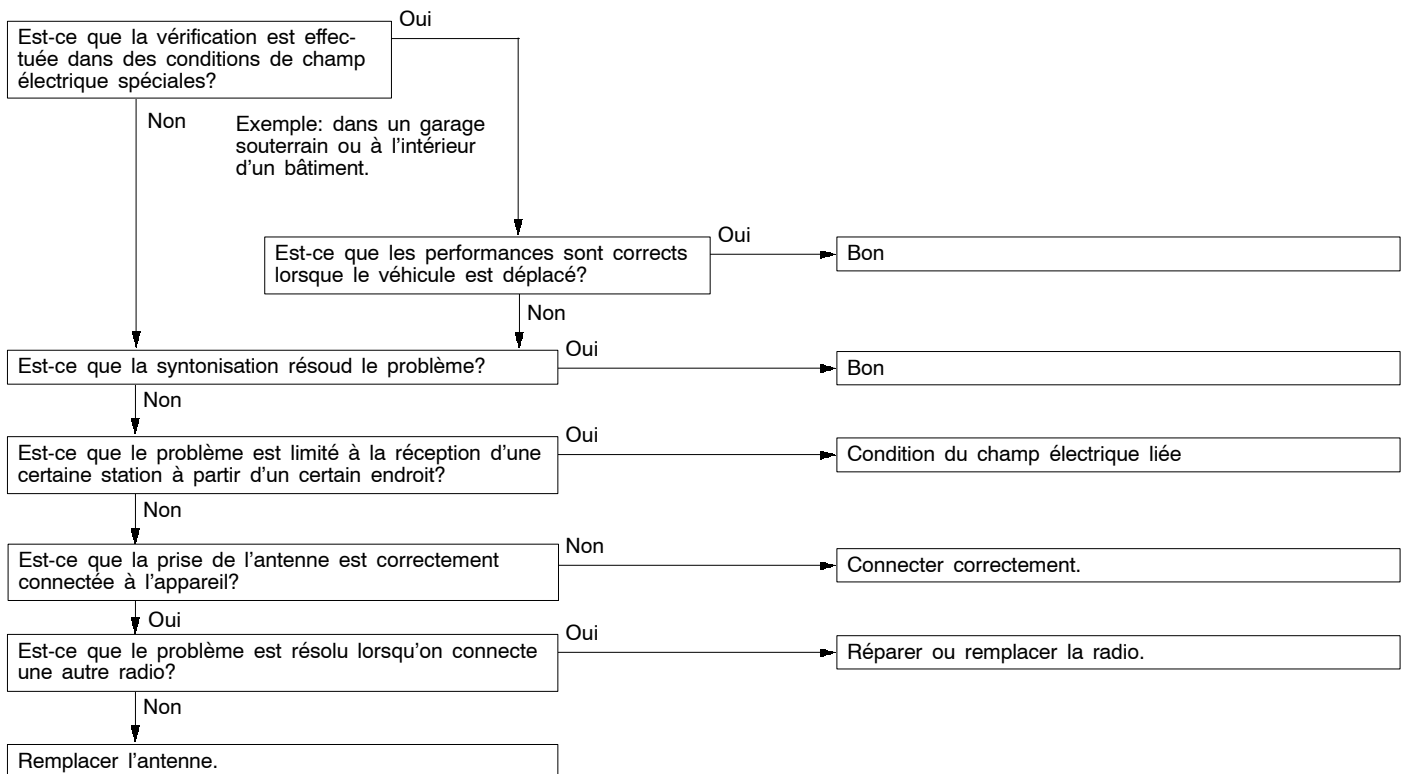 Oui
Est-ce que la vérification est effec-
tuée dans des conditions de champ
électrique spéciales?
Non
Exemple: dans un garage
souterrain ou à l'intérieur
d'un bâtiment.
Est-ce que les performances sont corrects
lorsque le véhicule est déplacé?
Oui
Bon
Non
Est-ce que la syntonisation résoud le problème?
Oui
Bon
Non
Est-ce que le problème est limité à la réception d'une
certaine station à partir d'un certain endroit?
Oui
Condition du champ électrique liée
Non
Est-ce que la prise de l'antenne est correctement
connectée à l'appareil?
Non
Connecter correctement.
Oui
Est-ce que le problème est résolu lorsqu'on connecte
une autre radio?
Oui
Réparer ou remplacer la radio.
Non
Remplacer l'antenne.